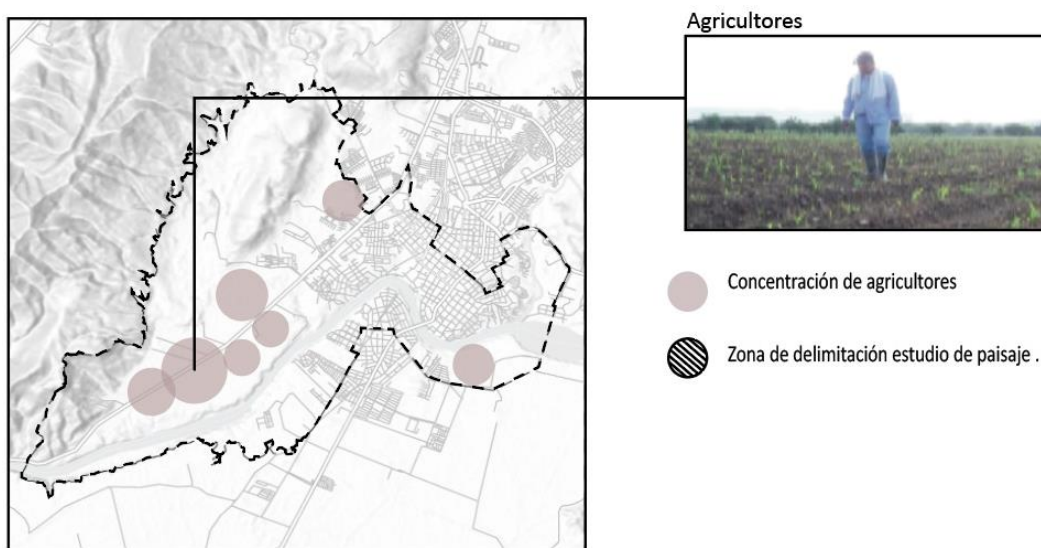 Agricultores
Concentración de agricultores
Zona de delimitación estudio de paisaje .